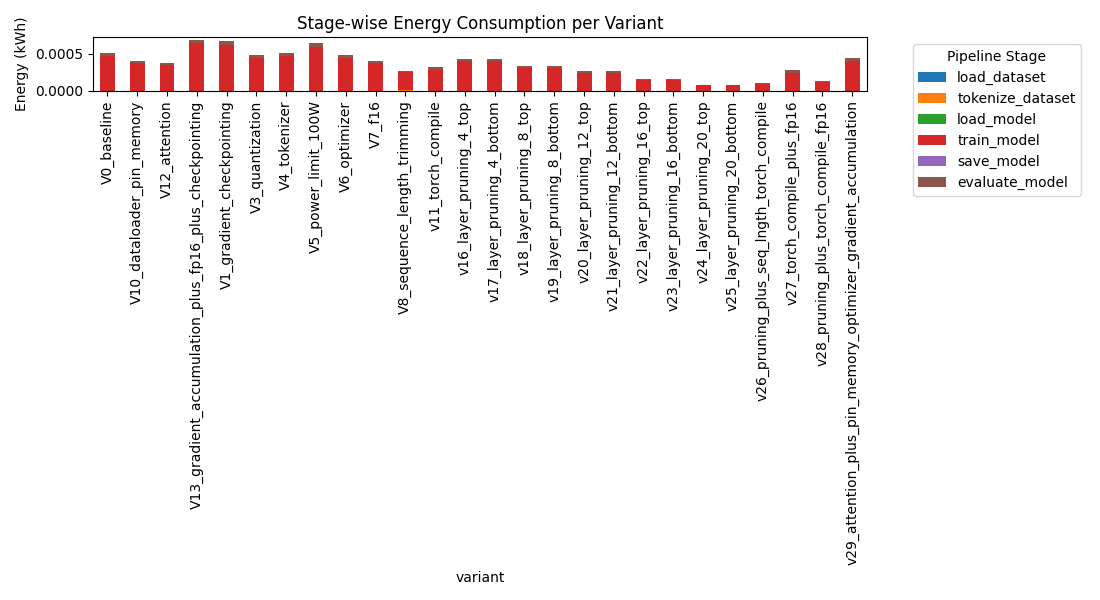 Stage-wise Energy Consumption per Variant
Energy (kWh)
0.0005
0.0000
V0_baseline
V10_dataloader_pin_memory
V12_attention
V13_gradient_accumulation_plus_fp16_plus_checkpointing
V1_gradient_checkpointing
V3_quantization
V4_tokenizer
V5_power_limit_100W
V6_optimizer
V7_f16
V8_sequence_length_trimming
v11_torch_compile
v16_layer_pruning_4_top
v17_layer_pruning_4_bottom
v18_layer_pruning_8_top
v19_layer_pruning_8_bottom
v20_layer_pruning_12_top
v21_layer_pruning_12_bottom
v22_layer_pruning_16_top
v23_layer_pruning_16_bottom
v24_layer_pruning_20_top
v25_layer_pruning_20_bottom
v26_pruning_plus_seq_lngth_torch_compile
v27_torch_compile_plus_fp16
v28_pruning_plus_torch_compile_fp16
v29_attention_plus_pin_memory_optimizer_gradient_accumulation
variant
Pipeline Stage
load_dataset
tokenize_dataset
load_model
train_model
save_model
evaluate_model